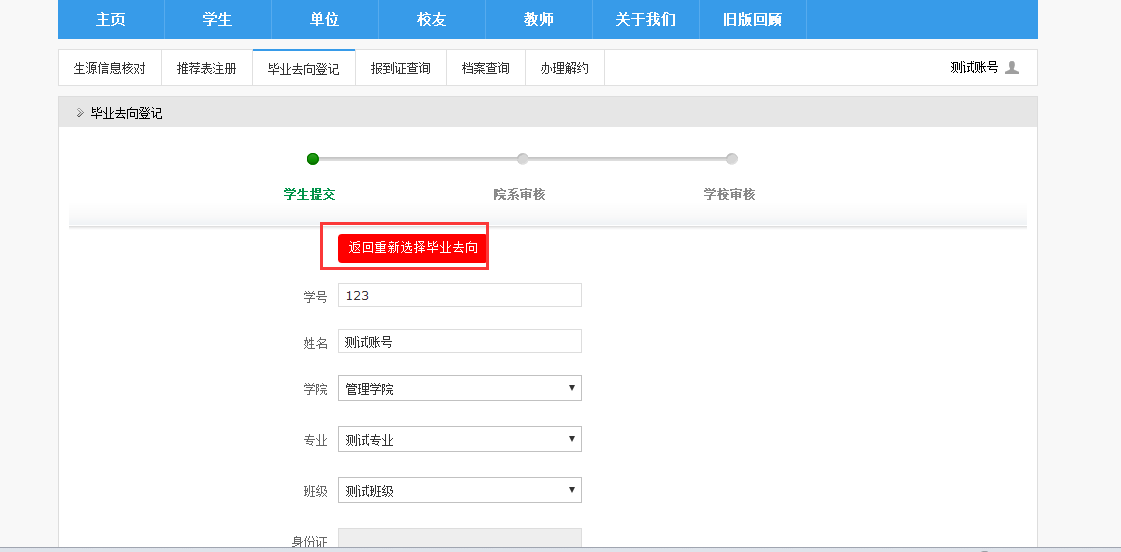 主页 学生 单位 校友 教师 关于我们 旧版回顾
生源信息核对 推荐表注册 毕业去向登记 报到证查询 档案查询 办理解约 测试账号
毕业去向登记
学生提交 院系审核 学校审核
返回重新选择毕业去向
学号 123
姓名 测试账号
学院 管理学院
专业 测试专业
班级 测试班级
身份证